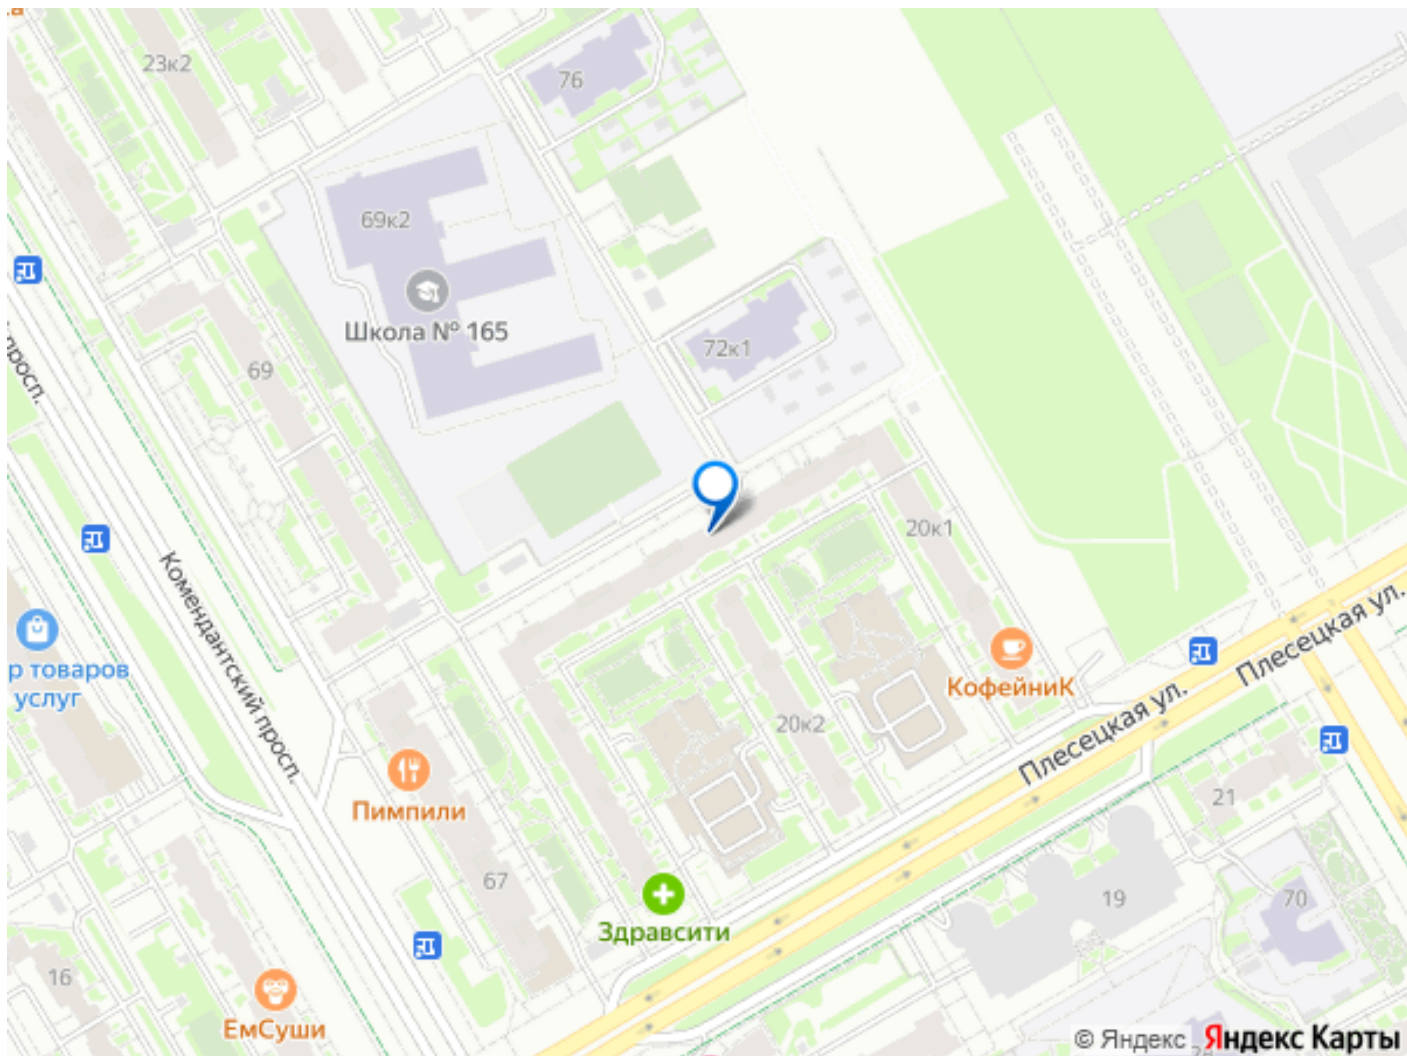 23к2
76
69к2
Школа № 165
просп.
69
72к1
20к1
Комендантский просп.
р товаров
услуг
КофейниК
Плесецкая ул.
Плесецкая ул.
20к2
Пимпили
21
67
19
70
Здравсити
16
ЕмСуши
© Яндекс Яндекс Карты